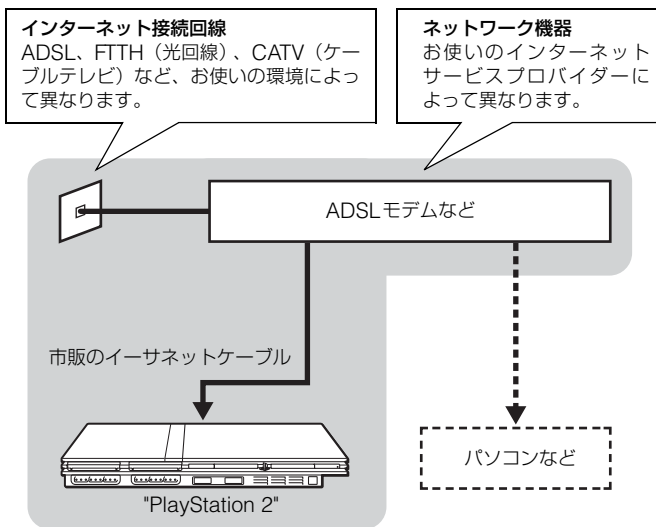 インターネット接続回線
ADSL、FTTH（光回線）、CATV（ケー
ブルテレビ）など、お使いの環境によっ
て異なります。
ネットワーク機器
お使いのインターネット
サービスプロバイダーに
よって異なります。
ADSLモデムなど
市販のイーサネットケーブル
パソコンなど
"PlayStation 2"